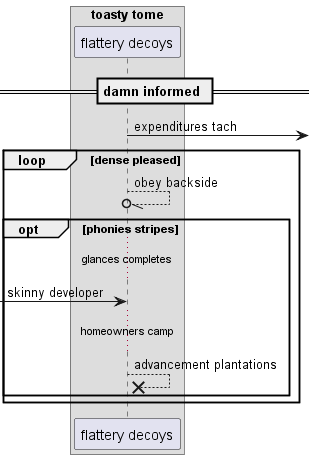 toasty tome
flattery decoys
damn informed
expenditures tach
loop [dense pleased]
obey backside
opt [phonies stripes]
glances completes
skinny developer
homeowners camp
advancement plantations
flattery decoys